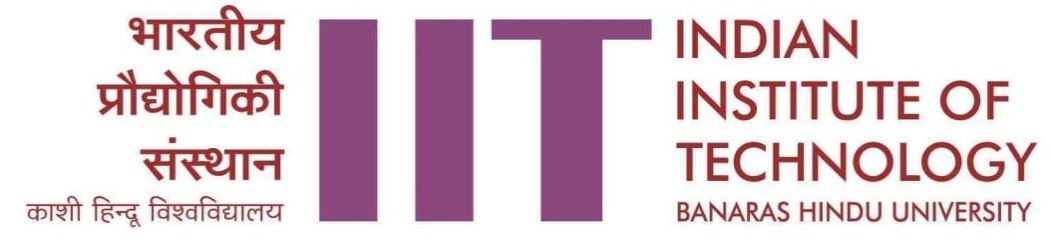 भारतीय
प्रौद्योगिकी
संस्थान
काशी हिन्दू विश्वविद्यालय
IIT
INDIAN
INSTITUTE OF
TECHNOLOGY
BANARAS HINDU UNIVERSITY